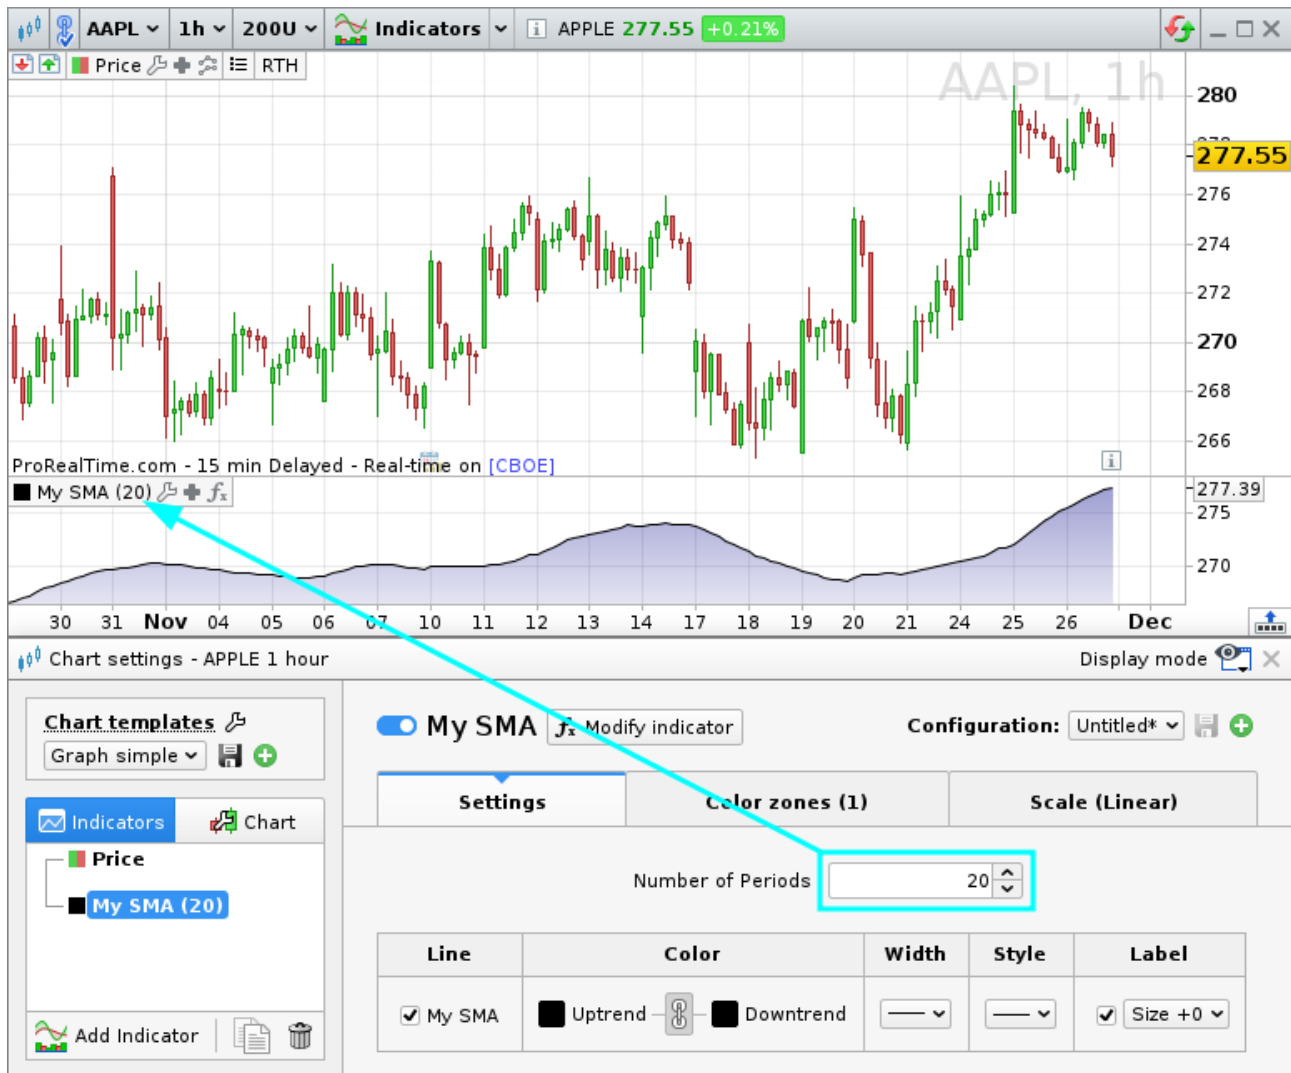 AAPL 1h 200U Indicators APPLE 277.55 +0.21%
Price RTH
AAPL, 1h
280
277.55
276
274
272
270
268
266
ProRealTime.com - 15 min Delayed - Real-time on [CBOE]
My SMA (20)
277.39
275
270
30 31 Nov 04 05 06 07 10 11 12 13 14 17 18 19 20 21 24 25 26 Dec
Chart settings - APPLE 1 hour
Display mode
Chart templates
Graph simple
Indicators Chart
Price
My SMA (20)
Add Indicator
My SMA fx Modify indicator
Configuration: Untitled*
Settings Color zones (1) Scale (Linear)
Number of Periods 20
Line Color Width Style Label
My SMA Uptrend Downtrend Size +0